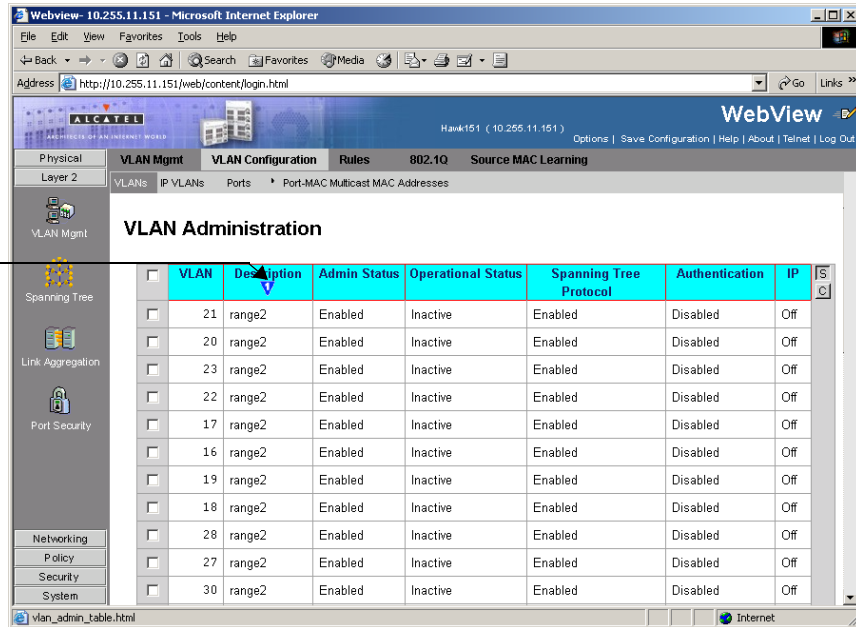 Webview- 10.255.11.151 - Microsoft Internet Explorer
File Edit View Favorites Tools Help
Back Search Favorites Media
Address http://10.255.11.151/web/content/login.html Go Links »
ALCATEL
ARCHITECTS OF AN INTERNET WORLD
Hawk151 ( 10.255.11.151 )
WebView
Options | Save Configuration | Help | About | Telnet | Log Out
Physical
Layer 2
VLAN Mgmt
Spanning Tree
Link Aggregation
Port Security
Networking
Policy
Security
System
VLAN Mgmt VLAN Configuration Rules 802.1Q Source MAC Learning
VLANs IP VLANs Ports Port-MAC Multicast MAC Addresses
VLAN Administration
VLAN Description Admin Status Operational Status Spanning Tree Protocol Authentication IP S
1 C
21 range2 Enabled Inactive Enabled Disabled Off
20 range2 Enabled Inactive Enabled Disabled Off
23 range2 Enabled Inactive Enabled Disabled Off
22 range2 Enabled Inactive Enabled Disabled Off
17 range2 Enabled Inactive Enabled Disabled Off
16 range2 Enabled Inactive Enabled Disabled Off
19 range2 Enabled Inactive Enabled Disabled Off
18 range2 Enabled Inactive Enabled Disabled Off
28 range2 Enabled Inactive Enabled Disabled Off
27 range2 Enabled Inactive Enabled Disabled Off
30 range2 Enabled Inactive Enabled Disabled Off
vlan_admin_table.html Internet